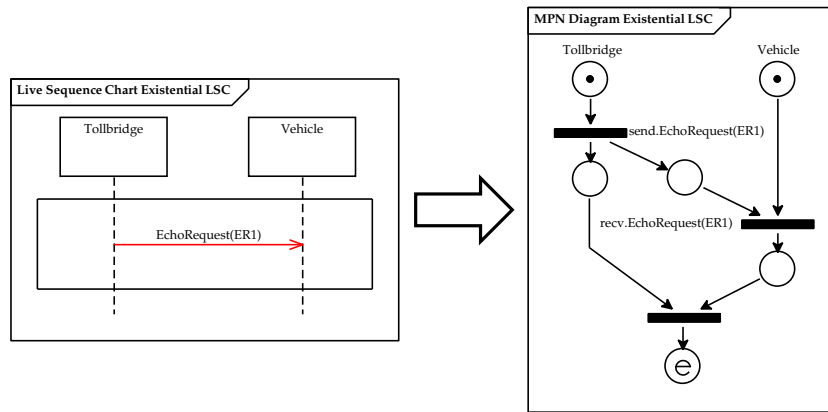 Live Sequence Chart Existential LSC
Tollbridge
Vehicle
EchoRequest(ER1)
MPN Diagram Existential LSC
Tollbridge
Vehicle
send.EchoRequest(ER1)
recv.EchoRequest(ER1)
e